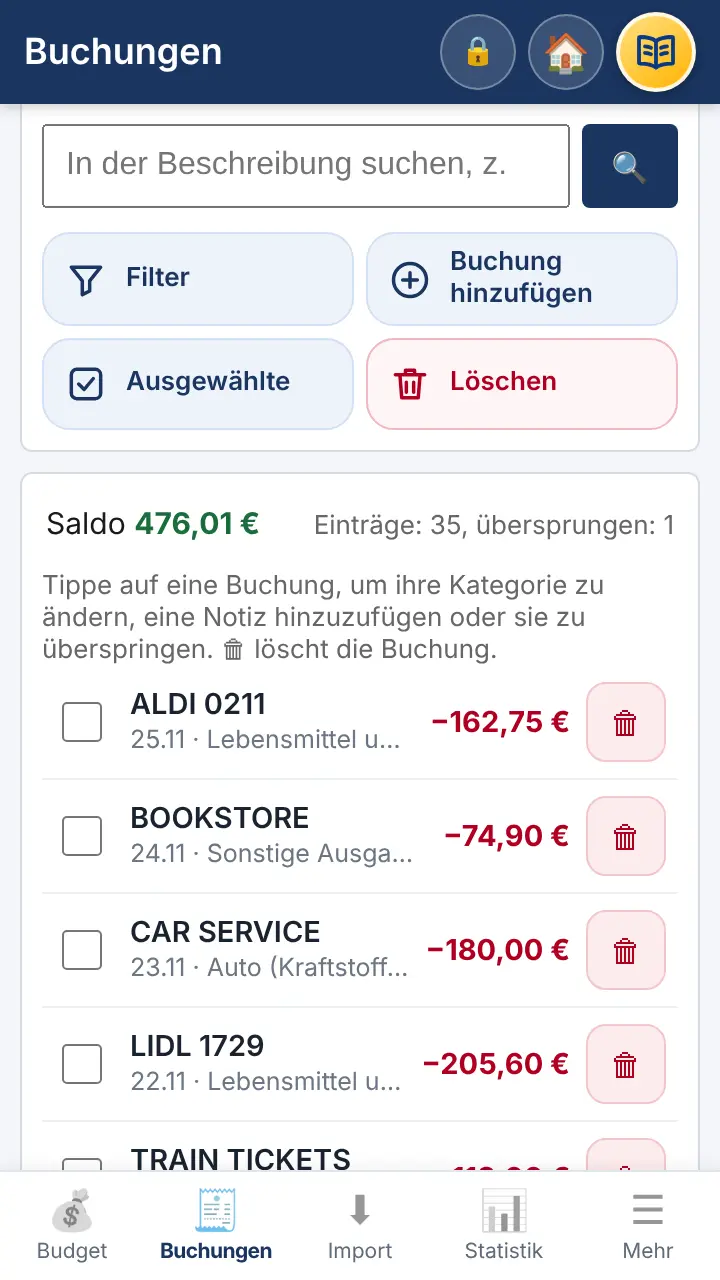 Buchungen
In der Beschreibung suchen, z.
Filter
Buchung
hinzufügen
Ausgewählte
Löschen
Saldo 476,01 € Einträge: 35, übersprungen: 1
Tippe auf eine Buchung, um ihre Kategorie zu
ändern, eine Notiz hinzuzufügen oder sie zu
überspringen. 🗑 löscht die Buchung.
ALDI 0211
25.11 · Lebensmittel u...
−162,75 €
BOOKSTORE
24.11 · Sonstige Ausga...
−74,90 €
CAR SERVICE
23.11 · Auto (Kraftstoff...
−180,00 €
LIDL 1729
22.11 · Lebensmittel u...
−205,60 €
TRAIN TICKETS
Budget
Buchungen
Import
Statistik
Mehr